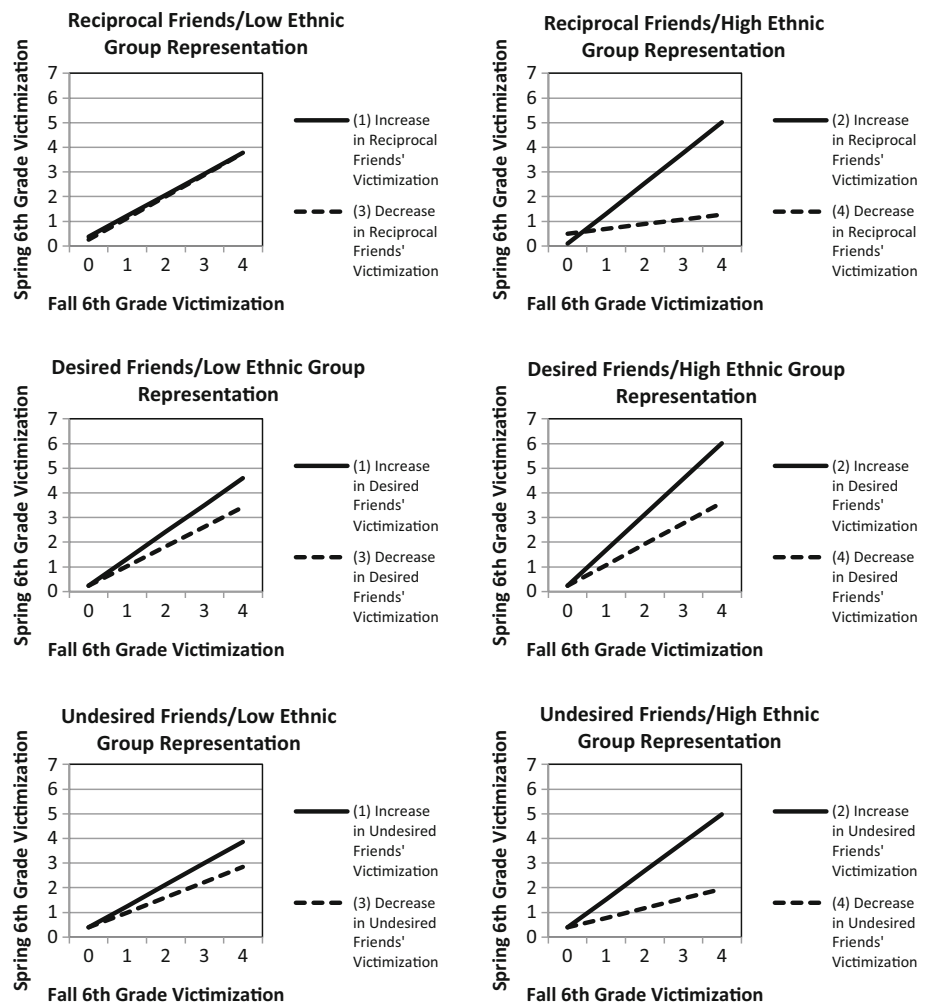 Reciprocal Friends/Low Ethnic
Group Representation
Spring 6th Grade Victimization
7
6
5
4
3
2
1
0
0 1 2 3 4
Fall 6th Grade Victimization
(1) Increase
in Reciprocal
Friends'
Victimization
(3) Decrease
in Reciprocal
Friends'
Victimization
Reciprocal Friends/High Ethnic
Group Representation
Spring 6th Grade Victimization
7
6
5
4
3
2
1
0
0 1 2 3 4
Fall 6th Grade Victimization
(2) Increase
in Reciprocal
Friends'
Victimization
(4) Decrease
in Reciprocal
Friends'
Victimization
Desired Friends/Low Ethnic Group
Representation
Spring 6th Grade Victimization
7
6
5
4
3
2
1
0
0 1 2 3 4
Fall 6th Grade Victimization
(1) Increase
in Desired
Friends'
Victimization
(3) Decrease
in Desired
Friends'
Victimization
Desired Friends/High Ethnic Group
Representation
Spring 6th Grade Victimization
7
6
5
4
3
2
1
0
0 1 2 3 4
Fall 6th Grade Victimization
(2) Increase
in Desired
Friends'
Victimization
(4) Decrease
in Desired
Friends'
Victimization
Undesired Friends/Low Ethnic
Group Representation
Spring 6th Grade Victimization
7
6
5
4
3
2
1
0
0 1 2 3 4
Fall 6th Grade Victimization
(1) Increase
in Undesired
Friends'
Victimization
(3) Decrease
in Undesired
Friends'
Victimization
Undesired Friends/High Ethnic
Group Representation
Spring 6th Grade Victimization
7
6
5
4
3
2
1
0
0 1 2 3 4
Fall 6th Grade Victimization
(2) Increase
in Undesired
Friends'
Victimization
(4) Decrease
in Undesired
Friends'
Victimization